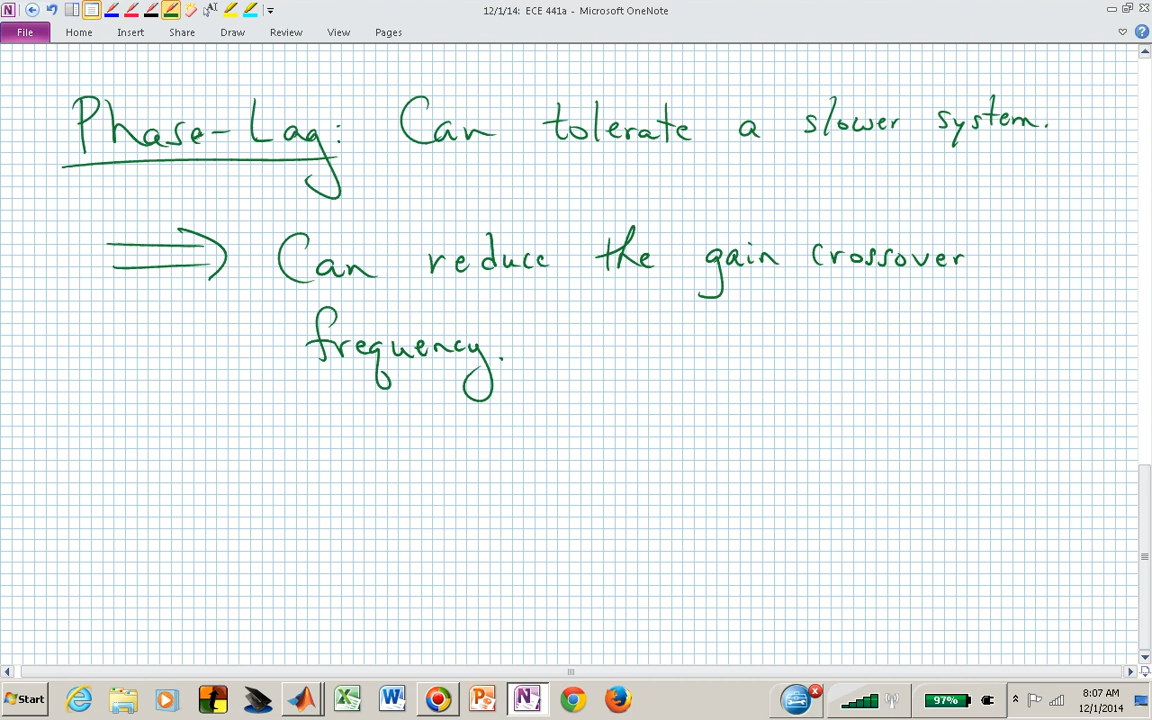 12/1/14: ECE 441a - Microsoft OneNote
File Home Insert Share Draw Review View Pages
Phase-Lag: Can tolerate a slower system.
⇒ Can reduce the gain crossover
frequency.
Start
97%
8:07 AM
12/1/2014